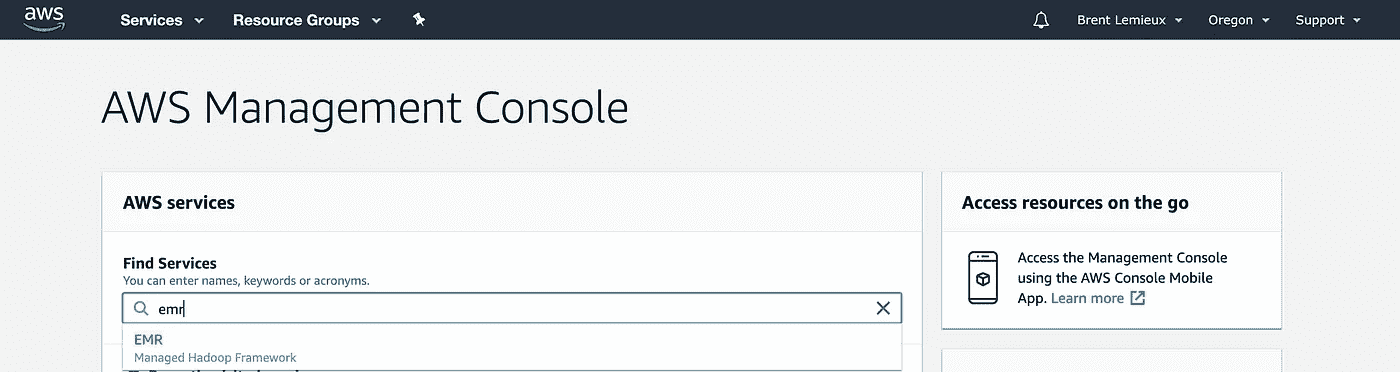 aws Services Resource Groups Brent Lemieux Oregon Support
AWS Management Console
AWS services
Find Services
You can enter names, keywords or acronyms.
emr
EMR
Managed Hadoop Framework
Access resources on the go
Access the Management Console
using the AWS Console Mobile
App. Learn more